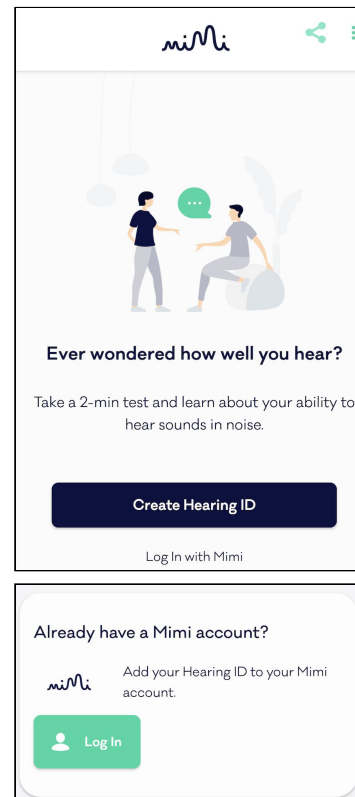 mimi
Ever wondered how well you hear?
Take a 2-min test and learn about your ability to
hear sounds in noise.
Create Hearing ID
Log In with Mimi
Already have a Mimi account?
mimi
Add your Hearing ID to your Mimi
account.
Log In